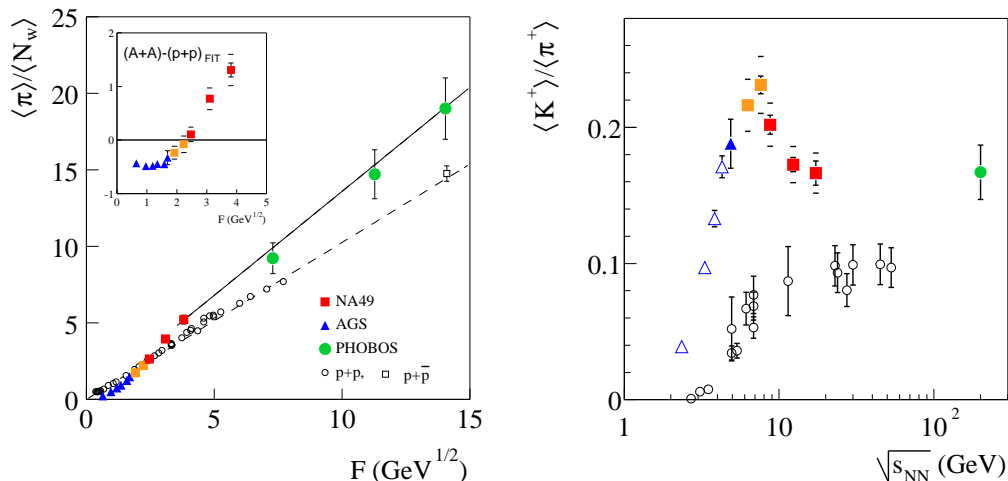 ⟨π⟩/⟨N_w⟩
25
20
15
10
5
0
2
1
0
-1
(A+A)-(p+p)_FIT
0 1 2 3 4 5
F (GeV^1/2)
NA49
AGS
PHOBOS
p+p, p+p̅
0 5 10 15
F (GeV^1/2)
⟨K^+⟩/⟨π^+⟩
0.2
0.1
0
1 10 10^2
√s_NN (GeV)